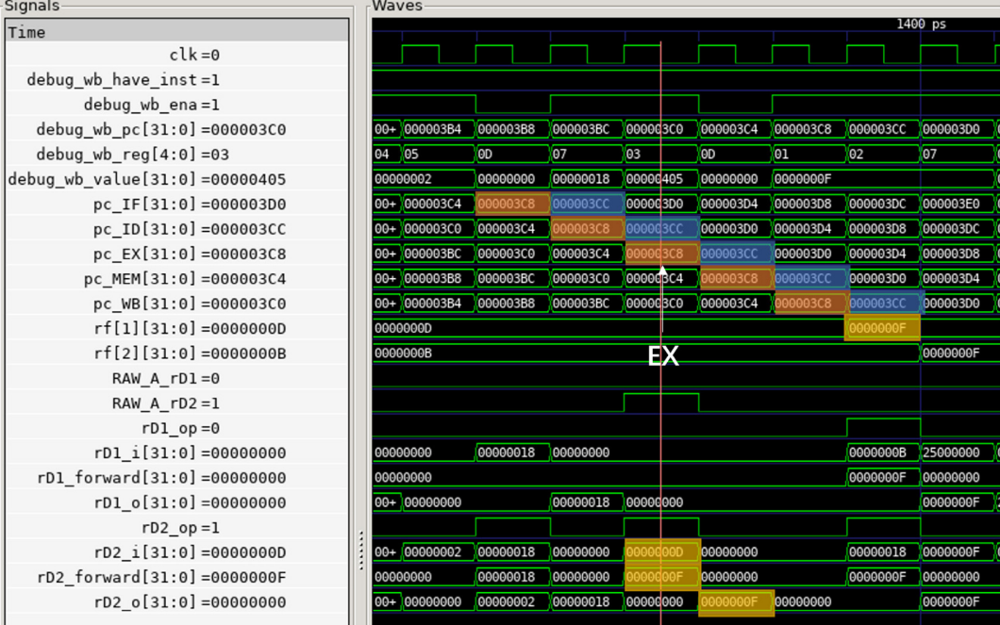 Signals
Waves
Time
1400 ps
clk=0
debug_wb_have_inst=1
debug_wb_ena=1
debug_wb_pc[31:0]=000003C0 00+ 000003B4 000003B8 000003BC 000003C0 000003C4 000003C8 000003CC 000003D0
debug_wb_reg[4:0]=03 04 05 0D 07 03 0D 01 02 07
debug_wb_value[31:0]=00000405 00000002 00000000 00000018 00000405 00000000 0000000F
pc_IF[31:0]=000003D0 00+ 000003C4 000003C8 000003CC 000003D0 000003D4 000003D8 000003DC 000003E0
pc_ID[31:0]=000003CC 00+ 000003C0 000003C4 000003C8 000003CC 000003D0 000003D4 000003D8 000003DC
pc_EX[31:0]=000003C8 00+ 000003BC 000003C0 000003C4 000003C8 000003CC 000003D0 000003D4 000003D8
pc_MEM[31:0]=000003C4 00+ 000003B8 000003BC 000003C0 000003C4 000003C8 000003CC 000003D0 000003D4
pc_WB[31:0]=000003C0 00+ 000003B4 000003B8 000003BC 000003C0 000003C4 000003C8 000003CC 000003D0
rf[1][31:0]=0000000D 0000000D 0000000F
rf[2][31:0]=0000000B 0000000B 0000000F
EX
RAW_A_rD1=0
RAW_A_rD2=1
rD1_op=0
rD1_i[31:0]=00000000 00000000 00000018 00000000 0000000B 25000000
rD1_forward[31:0]=00000000 00000000 0000000F 00000000
rD1_o[31:0]=00000000 00+ 00000000 00000018 00000000 0000000F
rD2_op=1
rD2_i[31:0]=0000000D 00+ 00000002 00000018 00000000 0000000D 00000000 00000018 0000000F
rD2_forward[31:0]=0000000F 00000000 00000018 00000000 0000000F 00000000 0000000F 00000000
rD2_o[31:0]=00000000 00+ 00000000 00000002 00000018 00000000 0000000F 00000000 0000000F